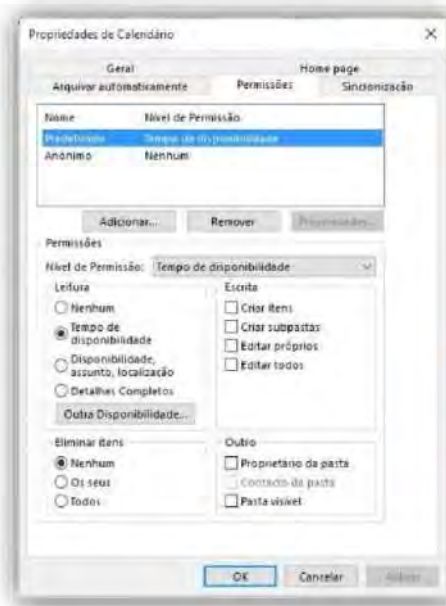 Propriedades de Calendário
Geral Home page
Arquivar automaticamente Permissões Sincronização
Nome Nível de Permissão
Predefinido Tempo de disponibilidade
Anónimo Nenhum
Adicionar... Remover Propriedades...
Permissões
Nível de Permissão: Tempo de disponibilidade
Leitura Escrita
Nenhum Criar itens
Tempo de Criar subpastas
disponibilidade Editar próprios
Disponibilidade, Editar todos
assunto, localização
Detalhes Completos
Outra Disponibilidade...
Eliminar itens Outro
Nenhum Proprietário da pasta
Os seus Contacto da pasta
Todos Pasta visível
OK Cancelar Aplicar